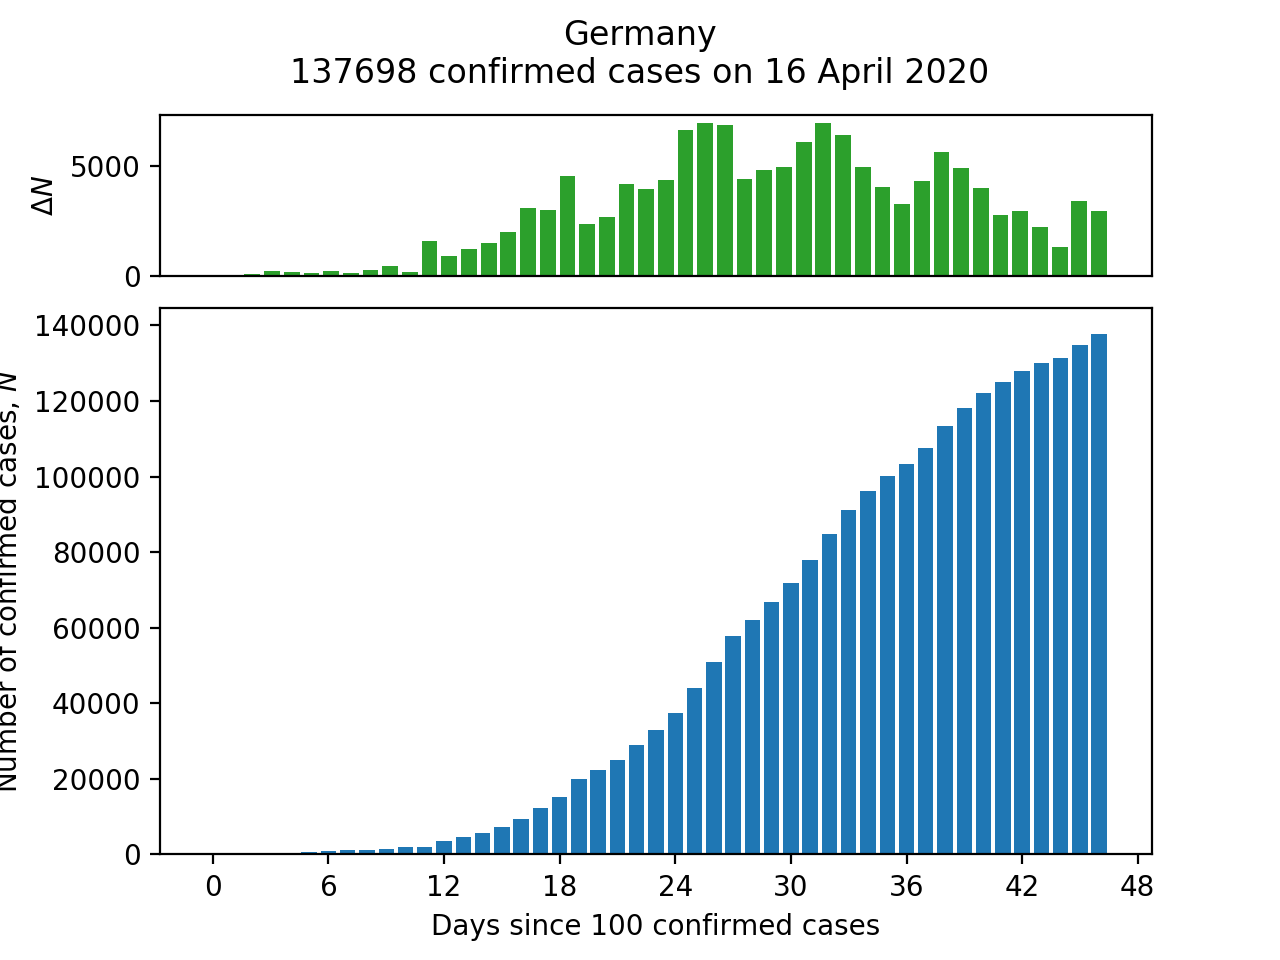 Germany
137698 confirmed cases on 16 April 2020
ΔN
5000
0
Number of confirmed cases, N
140000
120000
100000
80000
60000
40000
20000
0
0 6 12 18 24 30 36 42 48
Days since 100 confirmed cases